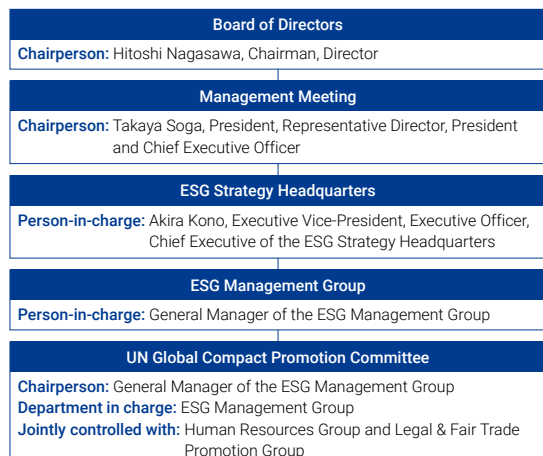 Board of Directors
Chairperson: Hitoshi Nagasawa, Chairman, Director
Management Meeting
Chairperson: Takaya Soga, President, Representative Director, President
and Chief Executive Officer
ESG Strategy Headquarters
Person-in-charge: Akira Kono, Executive Vice-President, Executive Officer,
Chief Executive of the ESG Strategy Headquarters
ESG Management Group
Person-in-charge: General Manager of the ESG Management Group
UN Global Compact Promotion Committee
Chairperson: General Manager of the ESG Management Group
Department in charge: ESG Management Group
Jointly controlled with: Human Resources Group and Legal & Fair Trade
Promotion Group